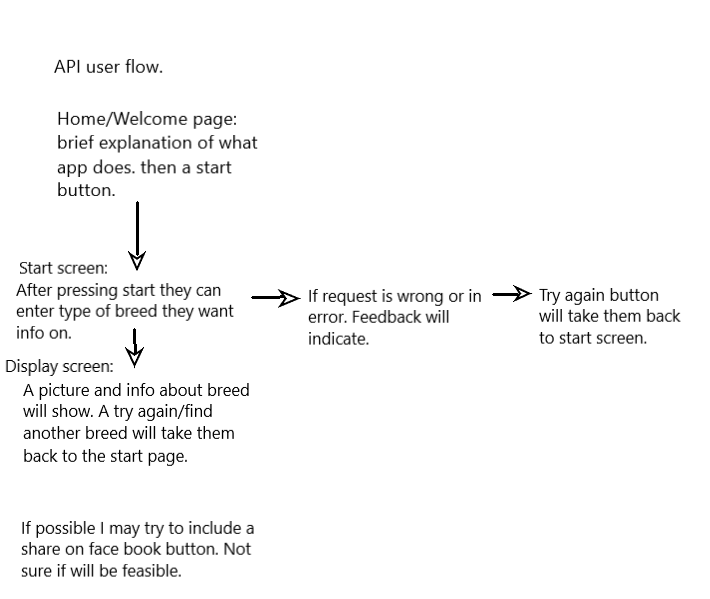 API user flow.
Home/Welcome page:
brief explanation of what
app does. then a start
button.
Start screen:
After pressing start they can
enter type of breed they want
info on.
If request is wrong or in
error. Feedback will
indicate.
Try again button
will take them back
to start screen.
Display screen:
A picture and info about breed
will show. A try again/find
another breed will take them
back to the start page.
If possible I may try to include a
share on face book button. Not
sure if will be feasible.